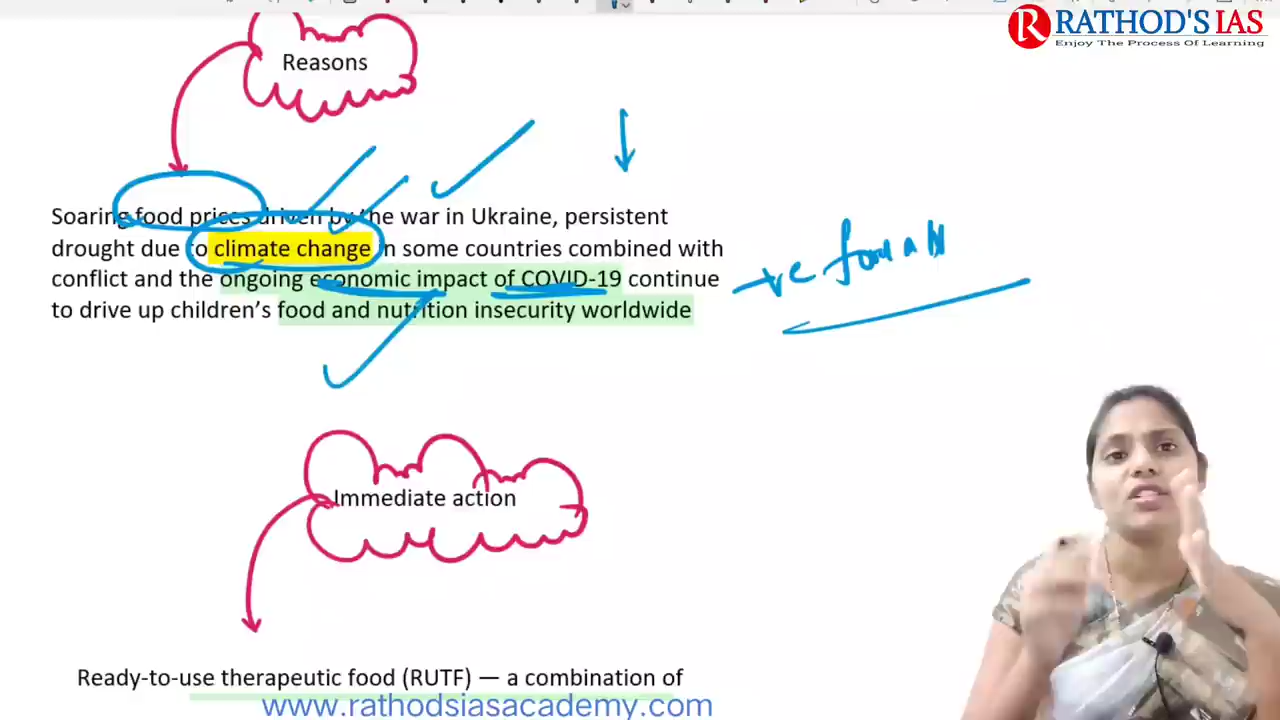 RATHOD'S IAS
Enjoy The Process Of Learning
Reasons
Soaring food prices driven by the war in Ukraine, persistent
drought due to climate change in some countries combined with
conflict and the ongoing economic impact of COVID-19 continue
to drive up children's food and nutrition insecurity worldwide
Immediate action
Ready-to-use therapeutic food (RUTF) — a combination of
www.rathodsiasacademy.com